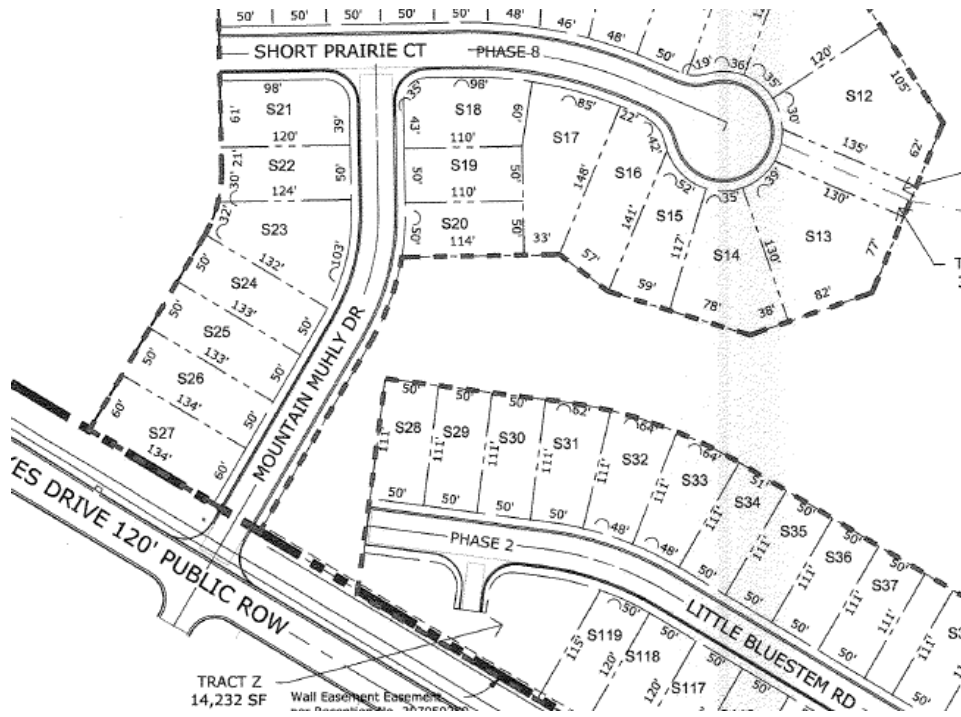 50' 50' 50' 50' 50' 48' 46' 48' 50' 19' 36' 35' 120' 105'
SHORT PRAIRIE CT PHASE 8
98' 35' 98' 85' 30' S12
61' S21 39' 43' S18 60' S17 22' 42' 135' 62'
120' 110'
21' S22 50' 50' S19 50' 148' S16 52' 35' 39' 130'
30' 124' 110'
32' S23 103' 50' S20 50' 141' S15 117' S14 130' S13 77'
132' 114' 33' 57' 59' 78' 38' 82'
50' S24 50'
133'
50' S25 50'
133'
50' S26 50'
134'
60' S27 60'
134'
MOUNTAIN MUHLY DR
50' 50' 50' 62' 64' 64' 51' 50' 50' 50'
111' S28 111' S29 111' S30 111' S31 111' S32 111' S33 111' S34 111' S35 111' S36 111' S37 111'
50' 50' 50' 50' 48' 48' 50' 50' 50' 50' 50'
PHASE 2
LITTLE BLUESTEM RD
YES DRIVE 120' PUBLIC ROW
50' 50' 50' 50'
115' S119 120' S118 120' S117
TRACT Z
14,232 SF
Wall Easement Easement
per Reception No.